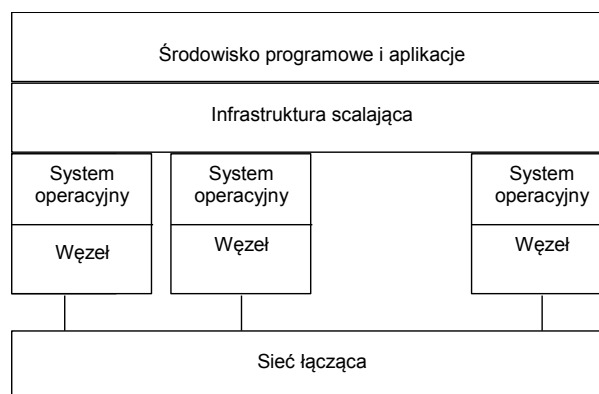 Środowisko programowe i aplikacje
Infrastruktura scalająca
System
operacyjny
Węzeł
System
operacyjny
Węzeł
System
operacyjny
Węzeł
Sieć łącząca